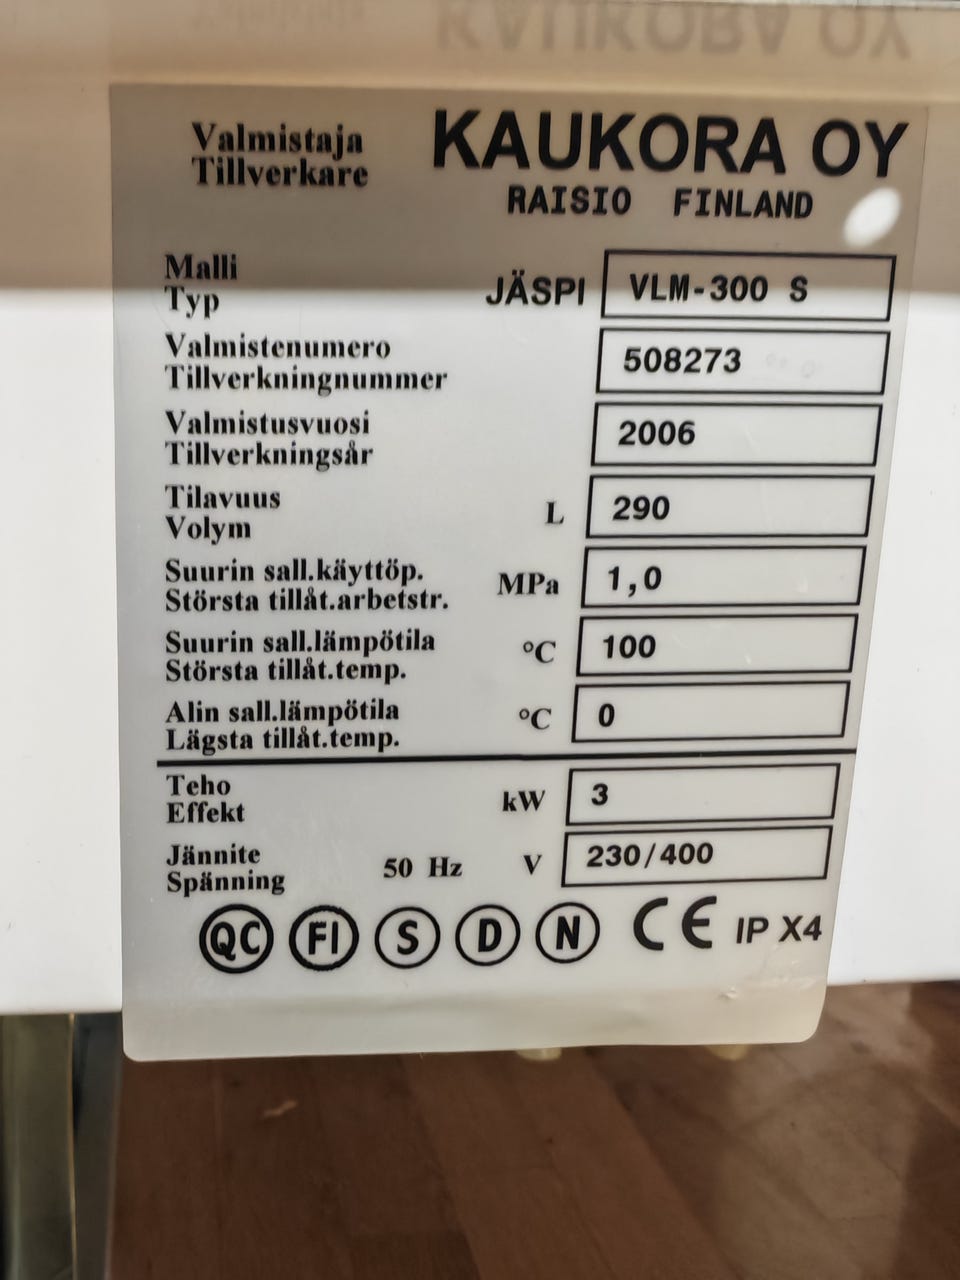 KAUKORA OY
Valmistaja
Tillverkare
KAUKORA OY
RAISIO FINLAND
Malli
Typ
JÄSPI VLM-300 S
Valmistenumero
Tillverkningnummer
508273
Valmistusvuosi
Tillverkningsår
2006
Tilavuus
Volym
L 290
Suurin sall.käyttöp.
Största tillåt.arbetstr.
MPa 1,0
Suurin sall.lämpötila
Största tillåt.temp.
°C 100
Alin sall.lämpötila
Lägsta tillåt.temp.
°C 0
Teho
Effekt
kW 3
Jännite
Spänning
50 Hz V 230/400
QC FI S D N CE IP X4